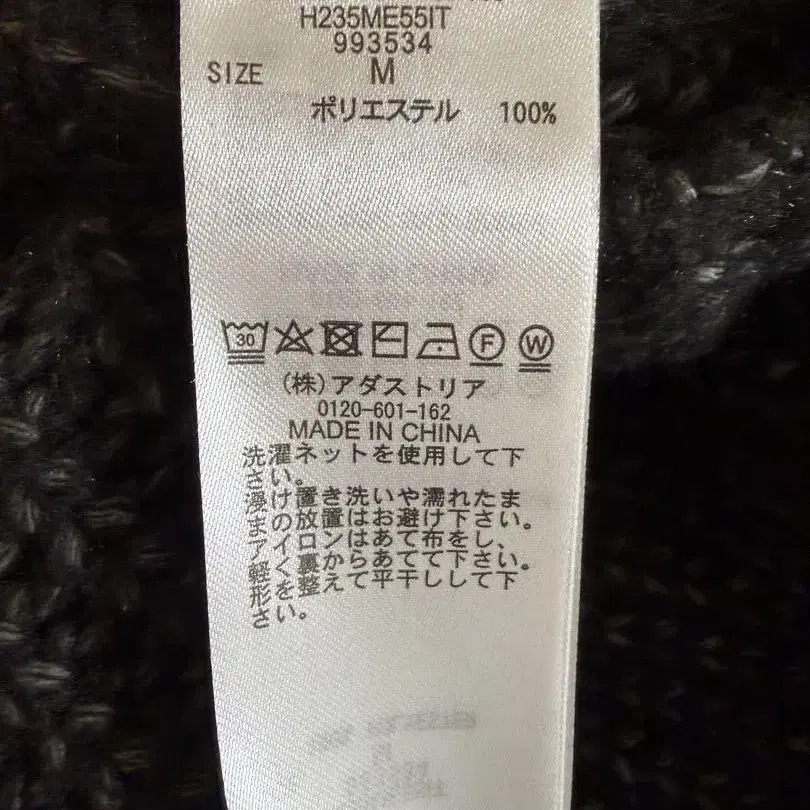 H235ME55IT
993534
SIZE M
ポリエステル 100%
30
F W
(株)アダストリア
0120-601-162
MADE IN CHINA
洗濯ネットを使用して下
さい。
浸け置き洗いや濡れたま
まの放置はお避け下さい。
アイロンはあて布をし、
軽く裏からあてて下さい。
形を整えて平干しして下
さい。